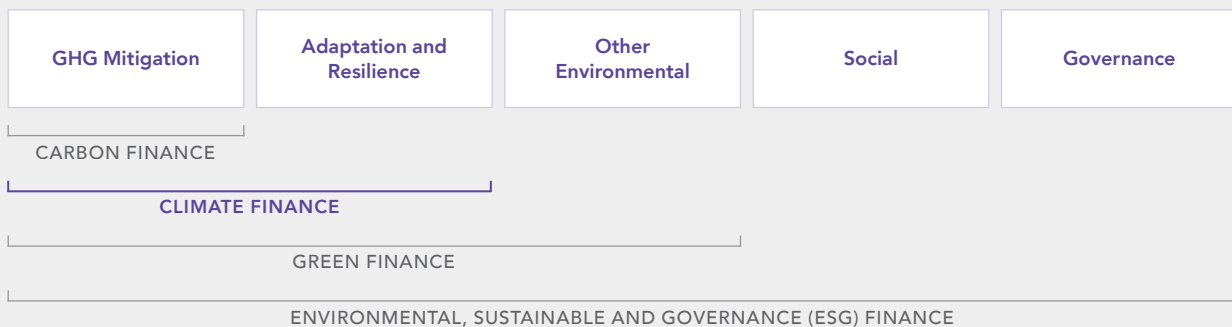 GHG Mitigation
Adaptation and
Resilience
Other
Environmental
Social
Governance
CARBON FINANCE
CLIMATE FINANCE
GREEN FINANCE
ENVIRONMENTAL, SUSTAINABLE AND GOVERNANCE (ESG) FINANCE